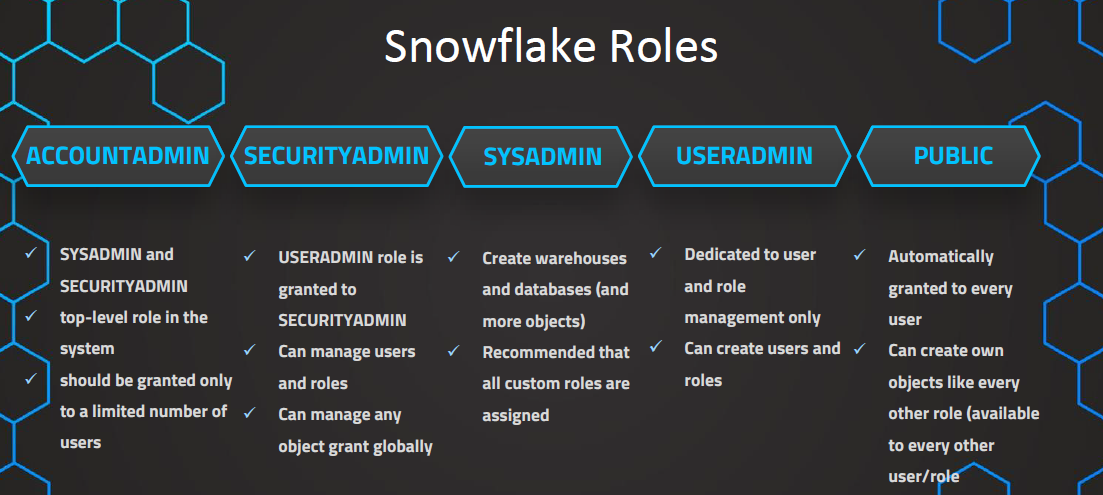 Snowflake Roles
ACCOUNTADMIN
SECURITYADMIN
SYSADMIN
USERADMIN
PUBLIC
SYSADMIN and
SECURITYADMIN
top-level role in the
system
should be granted only
to a limited number of
users
USERADMIN role is
granted to
SECURITYADMIN
Can manage users
and roles
Can manage any
object grant globally
Create warehouses
and databases (and
more objects)
Recommended that
all custom roles are
assigned
Dedicated to user
and role
management only
Can create users and
roles
Automatically
granted to every
user
Can create own
objects like every
other role (available
to every other
user/role